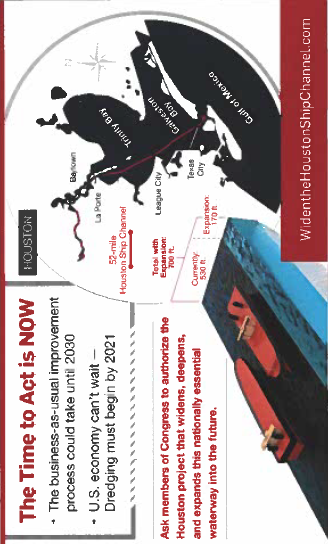 The Time to Act is NOW
• The business-as-usual improvement
process could take until 2030
• U.S. economy can't wait –
Dredging must begin by 2021
Ask members of Congress to authorize the
Houston project that widens, deepens,
and expands this nationally essential
waterway into the future.
HOUSTON
Baytown
La Porte
Trinity Bay
Galveston
Bay
League City
Texas
City
Gulf of Mexico
52-mile
Houston Ship Channel
Total with
Expansion:
700 ft.
Currently:
530 ft.
Expansion:
170 ft.
WidentheHoustonShipChannel.com